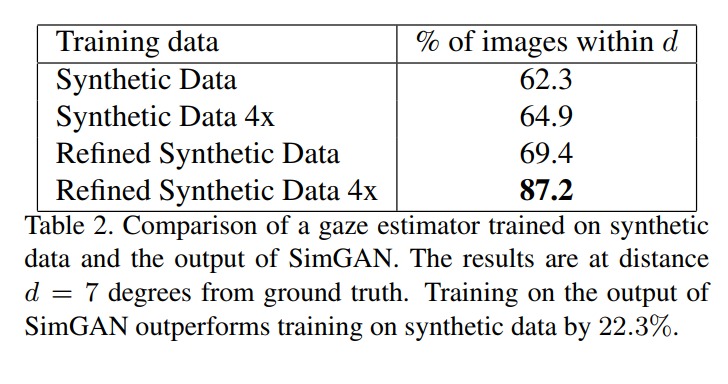 Training data % of images within d
Synthetic Data 62.3
Synthetic Data 4x 64.9
Refined Synthetic Data 69.4
Refined Synthetic Data 4x 87.2
Table 2. Comparison of a gaze estimator trained on synthetic
data and the output of SimGAN. The results are at distance
d = 7 degrees from ground truth. Training on the output of
SimGAN outperforms training on synthetic data by 22.3%.